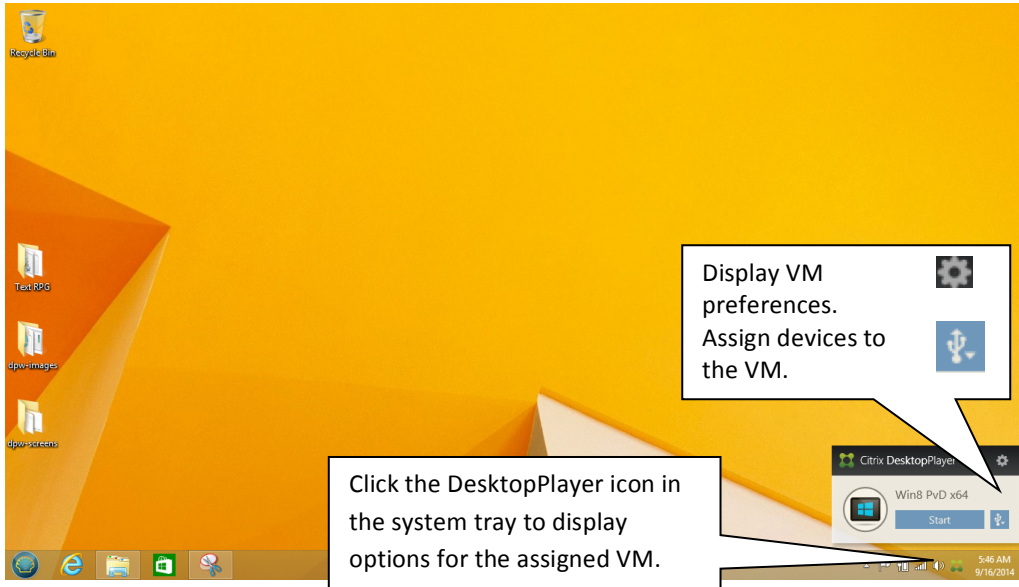 Recycle Bin
Text RPG
dpw-images
dpw-screens
Display VM
preferences.
Assign devices to
the VM.
Click the DesktopPlayer icon in
the system tray to display
options for the assigned VM.
Citrix DesktopPlayer
Win8 PvD x64
Start
5:46 AM
9/16/2014